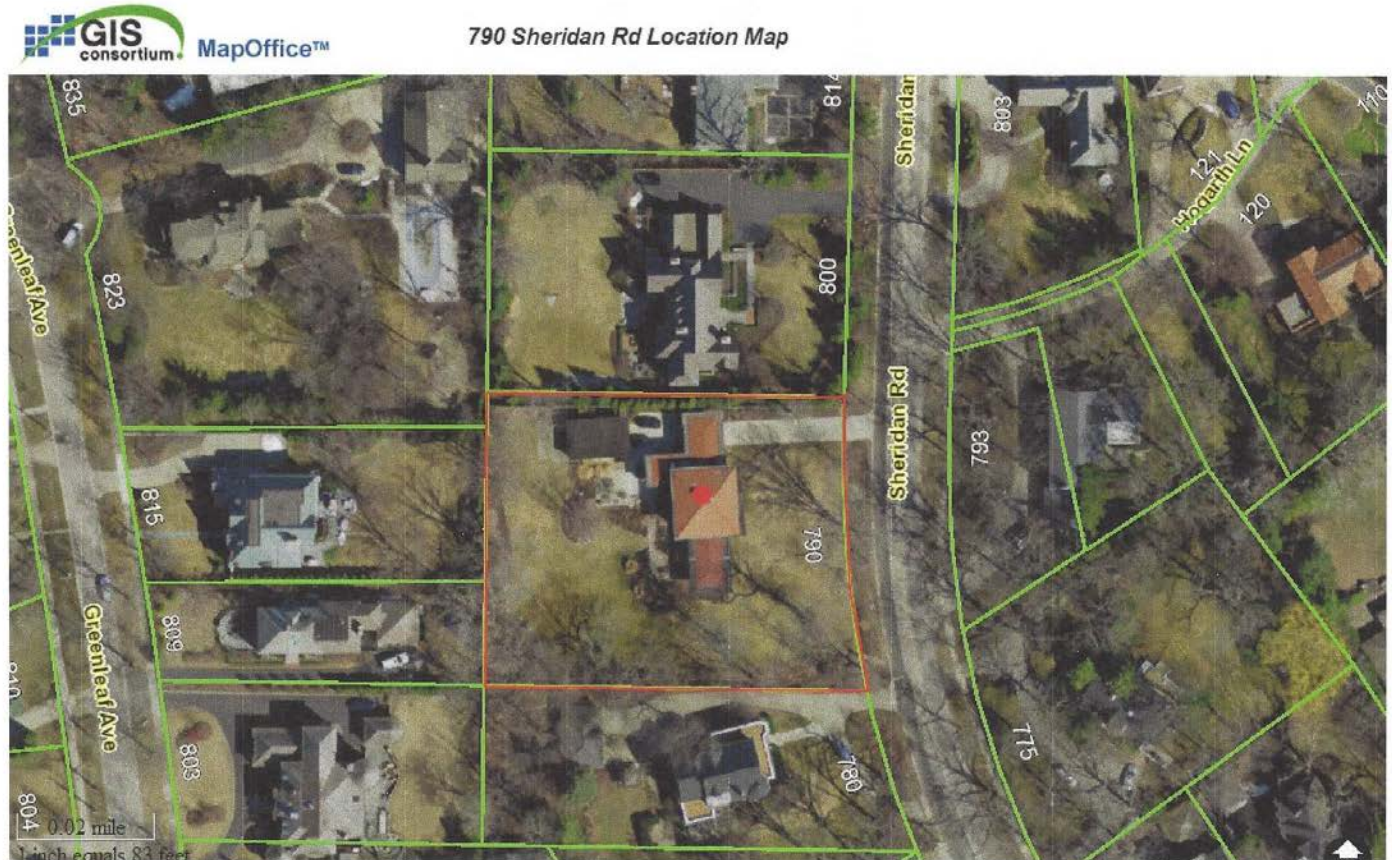 GIS
consortium
MapOffice™
790 Sheridan Rd Location Map
835
814
Sheridan
803
110
121
Hogarth Ln
120
Greenleaf Ave
823
800
Sheridan Rd
793
815
790
809
Greenleaf Ave
810
803
780
775
804
0.02 mile
1 inch equals 83 feet